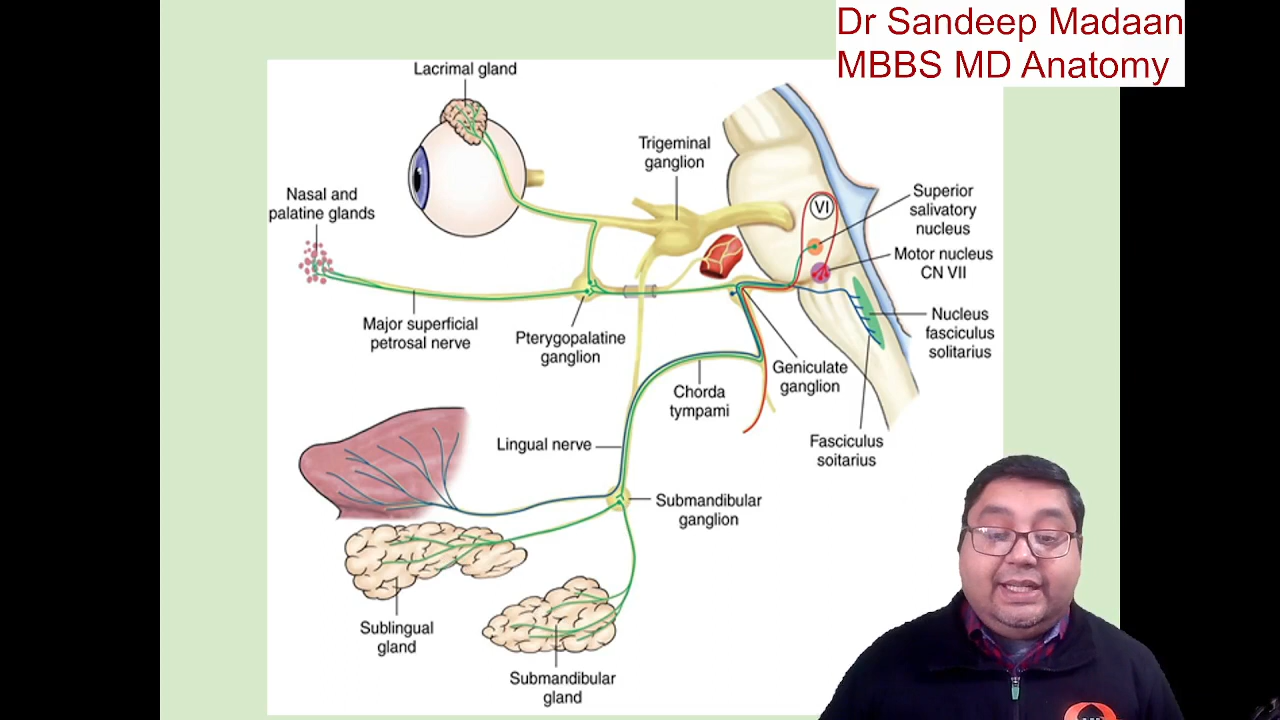 Dr Sandeep Madaan
MBBS MD Anatomy
Lacrimal gland
Trigeminal
ganglion
Nasal and
palatine glands
VI
Superior
salivatory
nucleus
Motor nucleus
CN VII
Major superficial
petrosal nerve
Pterygopalatine
ganglion
Nucleus
fasciculus
solitarius
Geniculate
ganglion
Chorda
tympami
Lingual nerve
Fasciculus
soitarius
Submandibular
ganglion
Sublingual
gland
Submandibular
gland